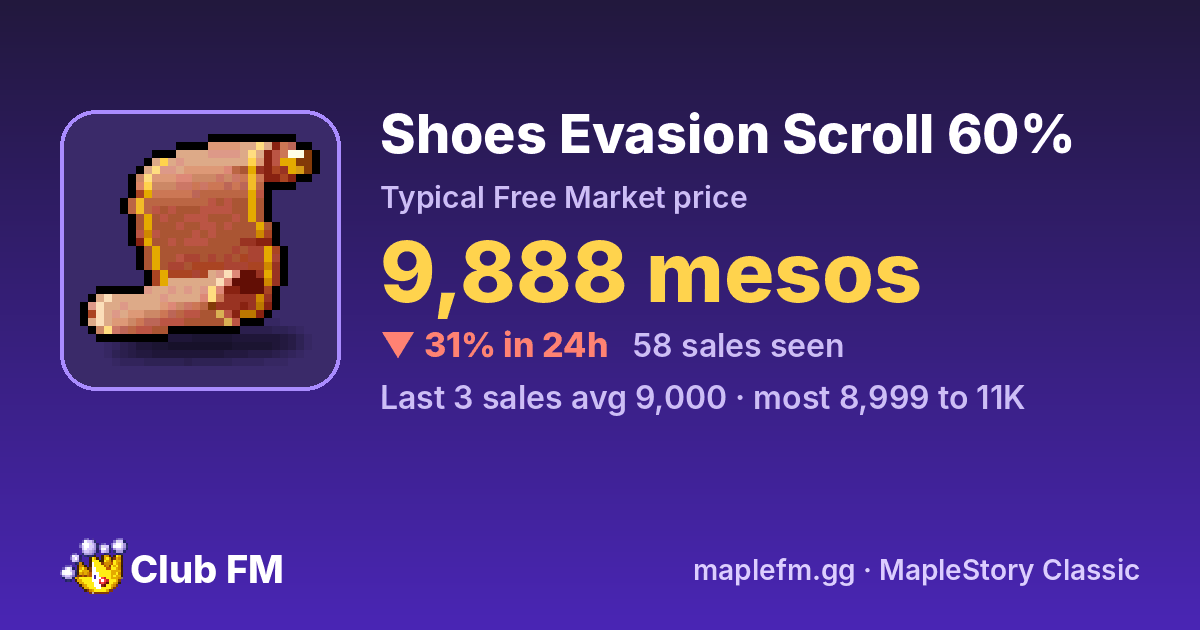 Shoes Evasion Scroll 60%
Typical Free Market price
9,888 mesos
▼ 31% in 24h 58 sales seen
Last 3 sales avg 9,000 · most 8,999 to 11K
Club FM
maplefm.gg · MapleStory Classic